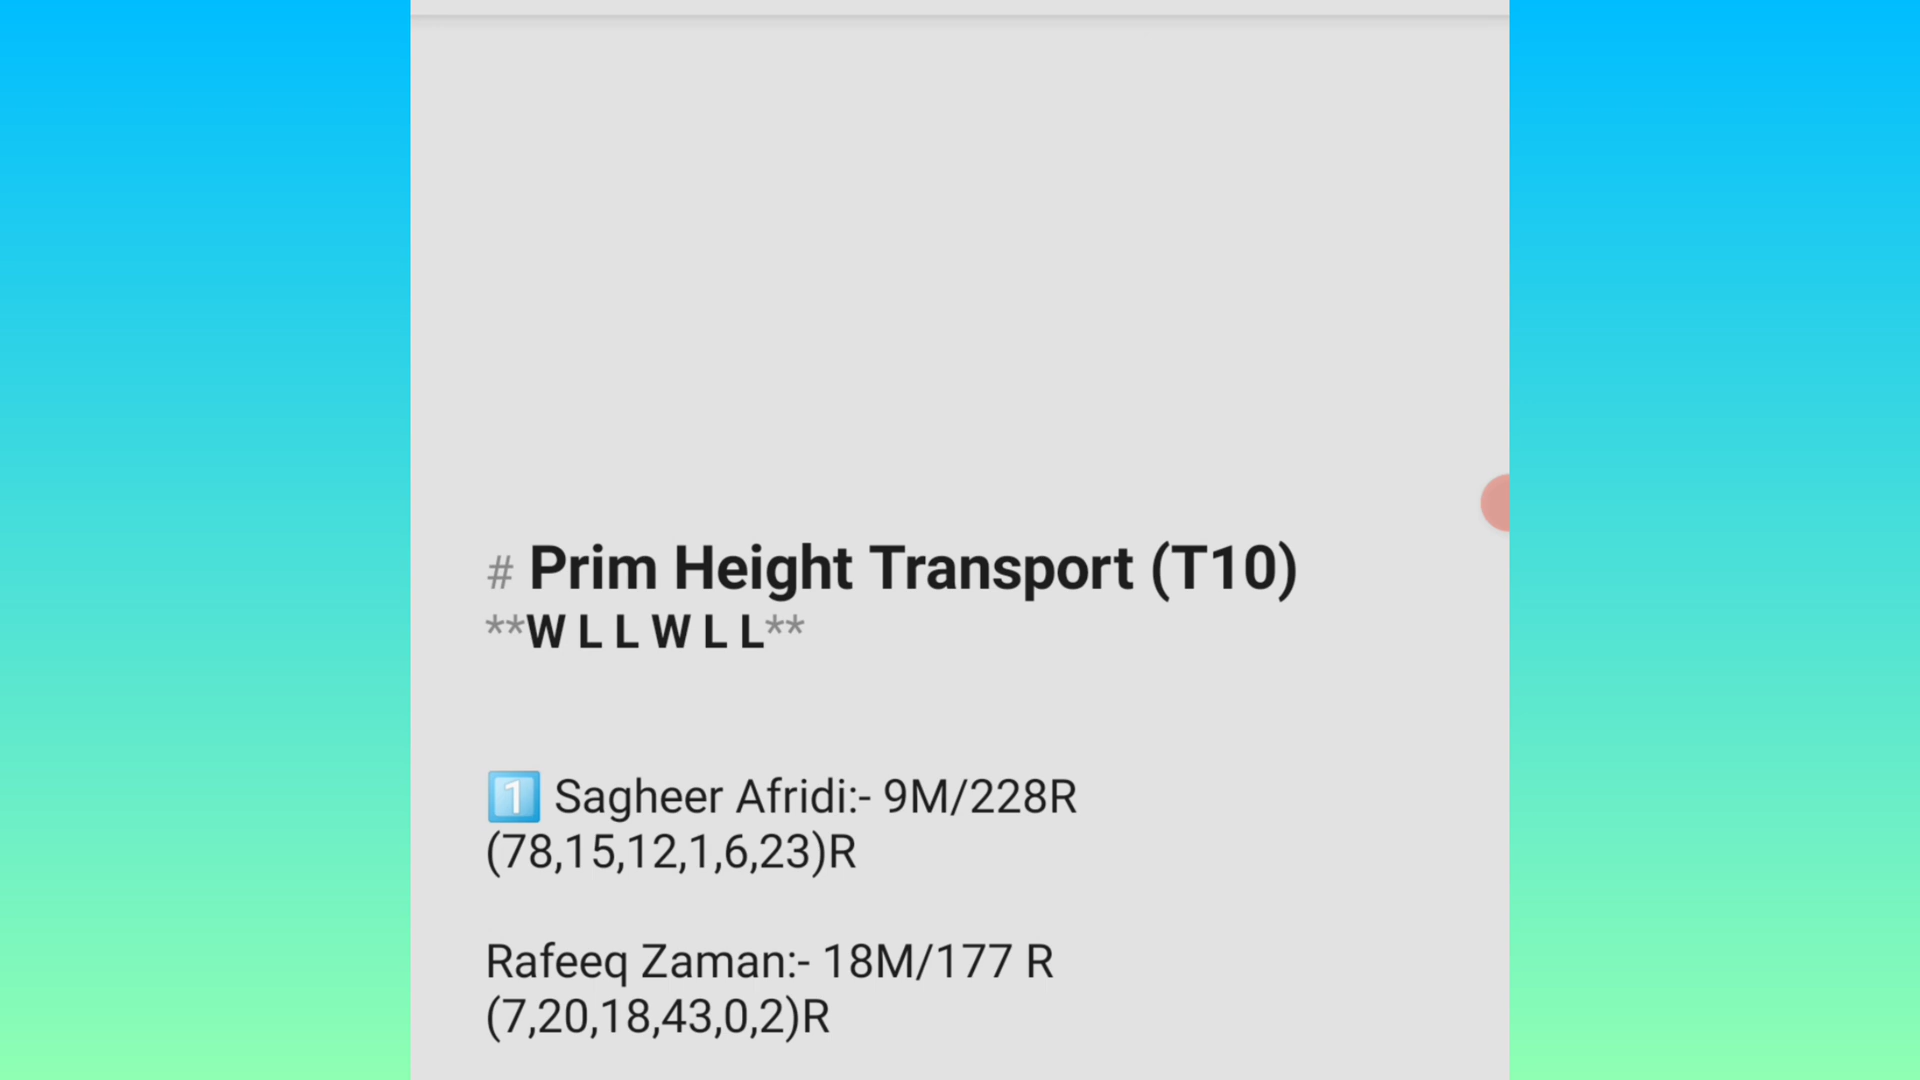 # Prim Height Transport (T10)
**W L L W L L**
1️⃣ Sagheer Afridi:- 9M/228R
(78,15,12,1,6,23)R
Rafeeq Zaman:- 18M/177 R
(7,20,18,43,0,2)R